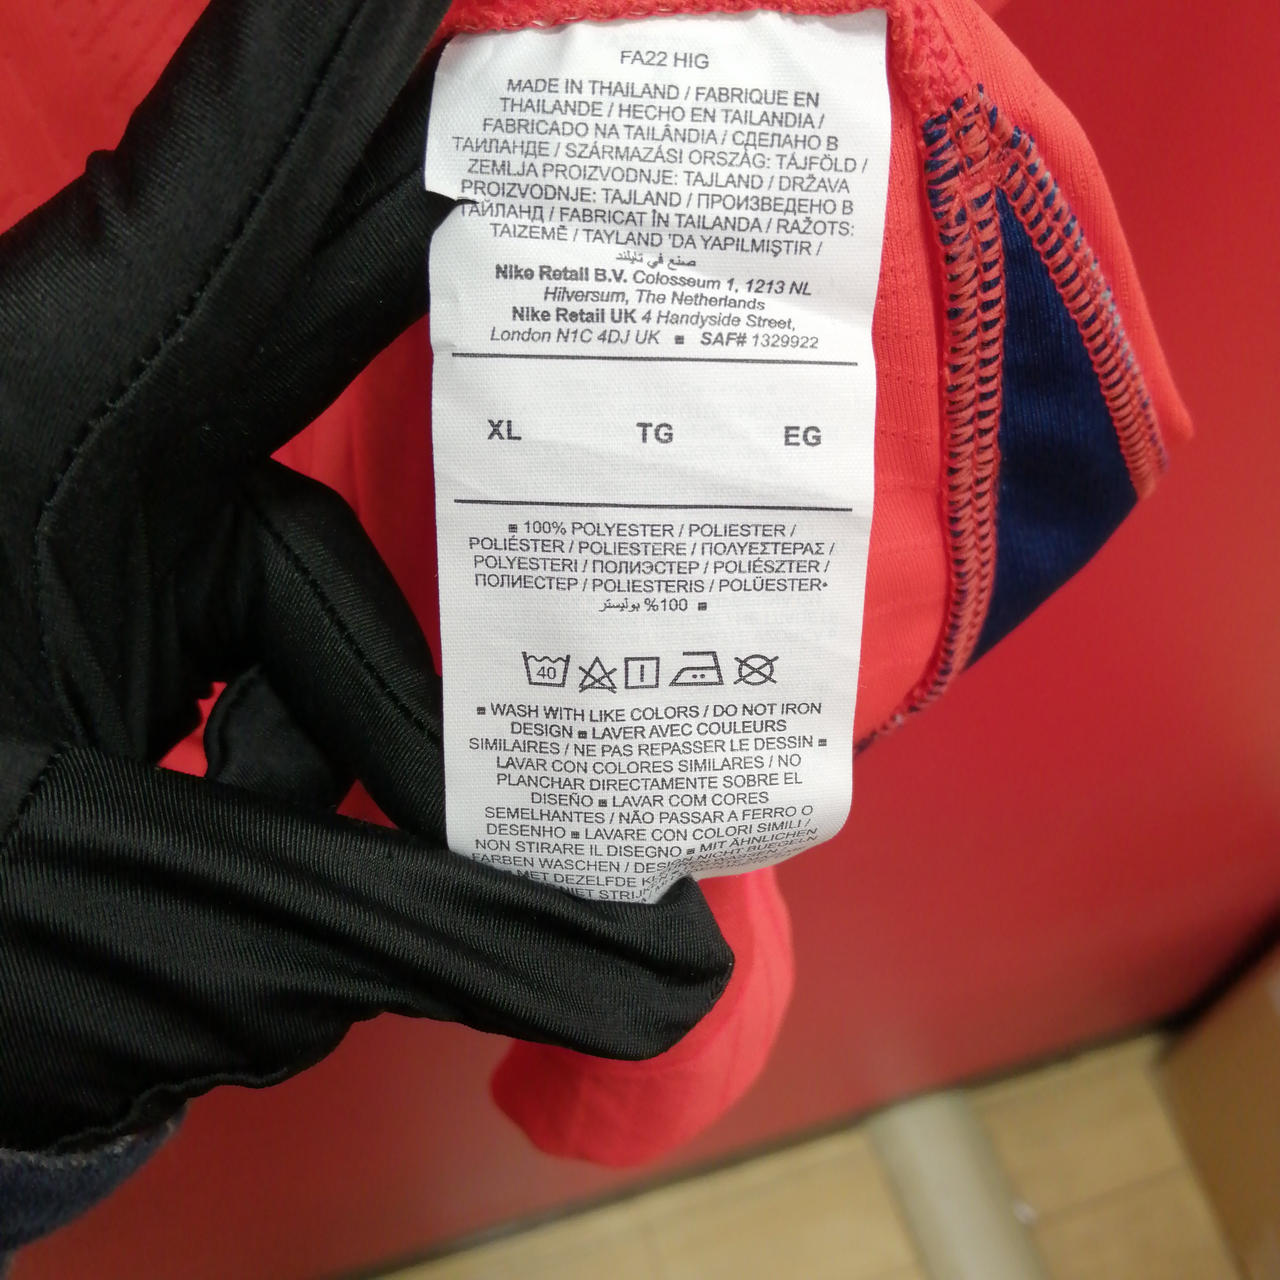 FA22 HIG
MADE IN THAILAND / FABRIQUE EN
THAILANDE / HECHO EN TAILANDIA /
FABRICADO NA TAILÂNDIA / СДЕЛАНО В
ТАИЛАНДЕ / SZÁRMAZÁSI ORSZÁG: TÁJFÖLD /
ZEMLJA PROIZVODNJE: TAJLAND / DRŽAVA
PROIZVODNJE: TAJLAND / ПРОИЗВЕДЕНО В
ТАЙЛАНД / FABRICAT ÎN TAILANDA / RAŽOTS:
TAIZEMĒ / TAYLAND 'DA YAPILMIŞTIR /
صنع في تايلند
Nike Retail B.V. Colosseum 1, 1213 NL
Hilversum, The Netherlands
Nike Retail UK 4 Handyside Street,
London N1C 4DJ UK ■ SAF# 1329922
XL TG EG
■ 100% POLYESTER / POLIESTER /
POLIÉSTER / POLIESTERE / ΠΟΛΥΕΣΤΕΡΑΣ /
POLYESTERI / ПОЛИЭСТЕР / POLIÉSZTER /
ПОЛИЕСТЕР / POLIESTERIS / POLÜESTER•
■ 100% بوليستر
40
■ WASH WITH LIKE COLORS / DO NOT IRON
DESIGN ■ LAVER AVEC COULEURS
SIMILAIRES / NE PAS REPASSER LE DESSIN ■
LAVAR CON COLORES SIMILARES / NO
PLANCHAR DIRECTAMENTE SOBRE EL
DISEÑO ■ LAVAR COM CORES
SEMELHANTES / NÃO PASSAR A FERRO O
DESENHO ■ LAVARE CON COLORI SIMILI /
NON STIRARE IL DISEGNO ■ MIT ÄHNLICHEN
FARBEN WASCHEN / DESIGN NICHT BUEGELN
MET DEZELFDE
NIET